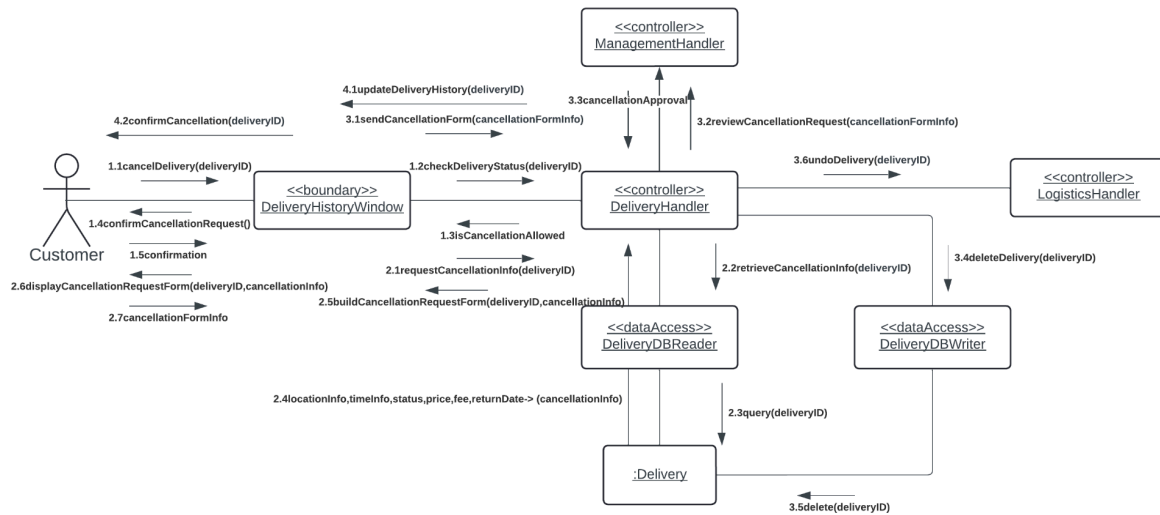 <<controller>>
ManagementHandler
4.1updateDeliveryHistory(deliveryID)
3.3cancellationApproval
4.2confirmCancellation(deliveryID)
3.1sendCancellationForm(cancellationFormInfo)
3.2reviewCancellationRequest(cancellationFormInfo)
1.1cancelDelivery(deliveryID)
1.2checkDeliveryStatus(deliveryID)
3.6undoDelivery(deliveryID)
<<boundary>>
DeliveryHistoryWindow
<<controller>>
DeliveryHandler
<<controller>>
LogisticsHandler
Customer
1.4confirmCancellationRequest()
1.3isCancellationAllowed
1.5confirmation
2.1requestCancellationInfo(deliveryID)
2.2retrieveCancellationInfo(deliveryID)
3.4deleteDelivery(deliveryID)
2.6displayCancellationRequestForm(deliveryID,cancellationInfo)
2.5buildCancellationRequestForm(deliveryID,cancellationInfo)
2.7cancellationFormInfo
<<dataAccess>>
DeliveryDBReader
<<dataAccess>>
DeliveryDBWriter
2.4locationInfo,timeInfo,status,price,fee,returnDate-> (cancellationInfo)
2.3query(deliveryID)
:Delivery
3.5delete(deliveryID)